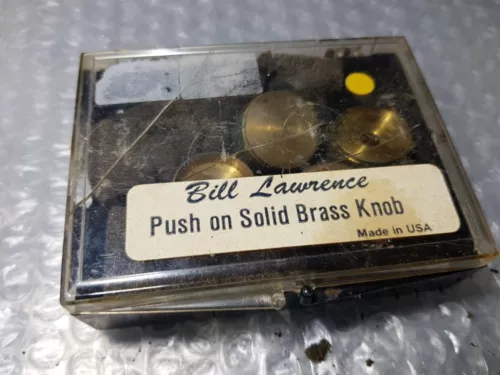 Bill Lawrence
Push on Solid Brass Knob
Made in USA